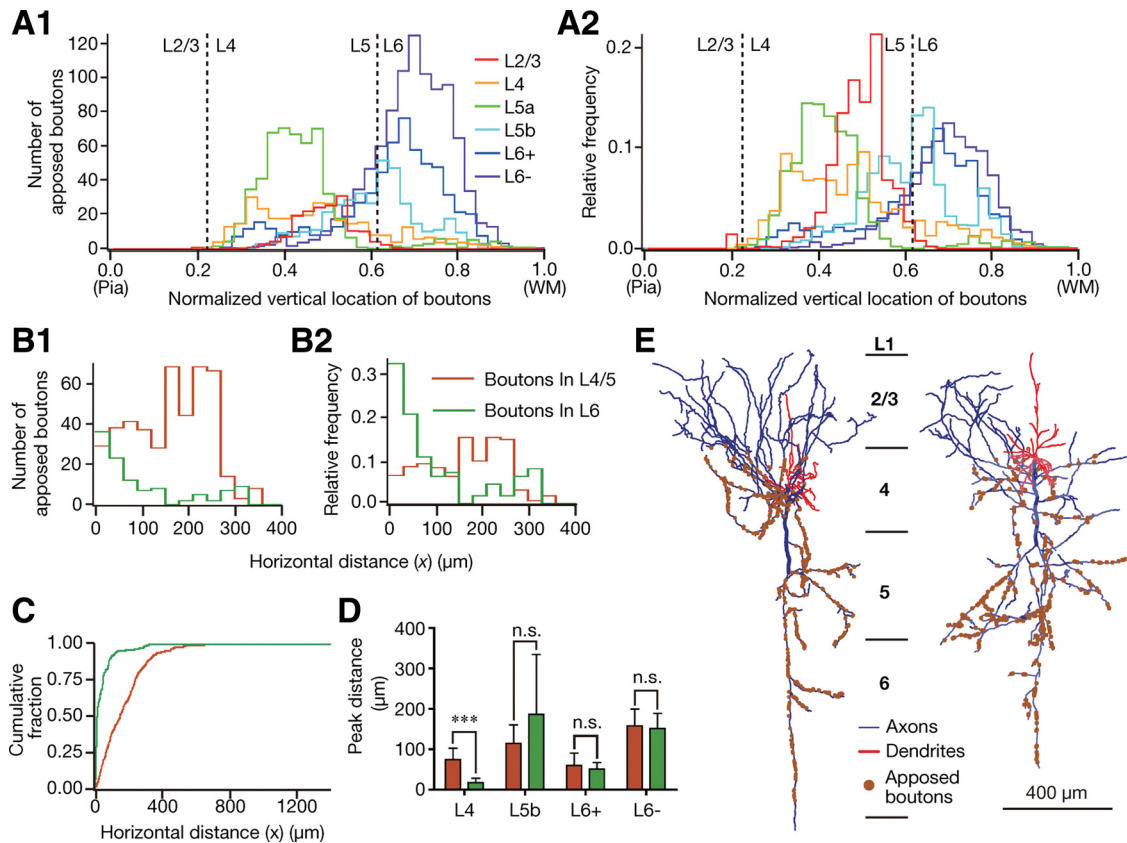 A1
Number of
apposed boutons
120
100
80
60
40
20
0
L2/3 L4
L5 L6
L2/3
L4
L5a
L5b
L6+
L6-
0.0 0.2 0.4 0.6 0.8 1.0
(Pia) (WM)
Normalized vertical location of boutons
A2
Relative frequency
0.2
0.1
0.0
L2/3 L4
L5 L6
0.0 0.2 0.4 0.6 0.8 1.0
(Pia) (WM)
Normalized vertical location of boutons
B1
Number of
apposed boutons
60
40
20
0
0 100 200 300 400
B2
Relative frequency
0.3
0.2
0.1
0.0
Boutons In L4/5
Boutons In L6
0 100 200 300 400
Horizontal distance (x) (µm)
C
Cumulative
fraction
1.00
0.75
0.50
0.25
0.00
0 400 800 1200
Horizontal distance (x) (µm)
D
Peak distance
(µm)
400
300
200
100
0
*** n.s. n.s. n.s.
L4 L5b L6+ L6-
E
L1
2/3
4
5
6
Axons
Dendrites
Apposed
boutons
400 µm